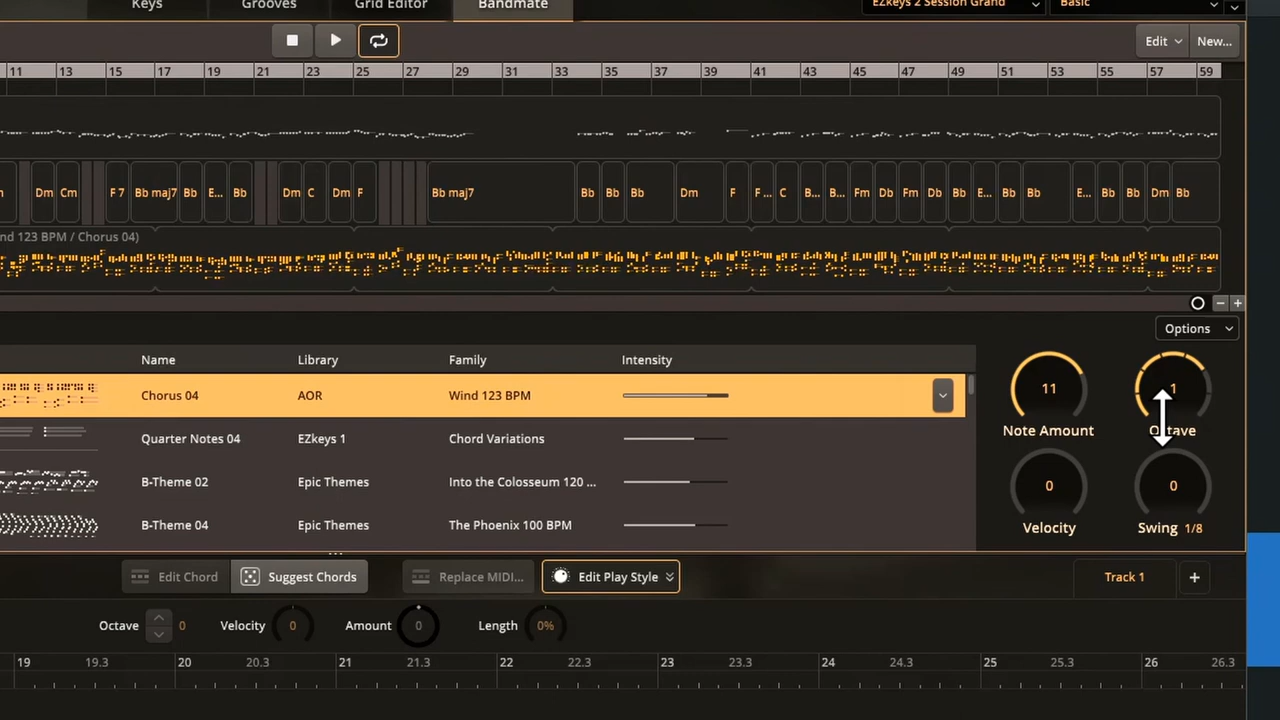 Keys Grooves Grid Editor Bandmate EZkeys 2 Session Grand Basic
Edit New...
11 13 15 17 19 21 23 25 27 29 31 33 35 37 39 41 43 45 47 49 51 53 55 57 59
Dm Cm F 7 Bb maj7 Bb E... Bb Dm C Dm F Bb maj7 Bb Bb Bb Dm F F ... C B... B... Fm Db Fm Db Bb E... Bb Bb E... Bb Bb Dm Bb
nd 123 BPM / Chorus 04)
Options
Name Library Family Intensity
Chorus 04 AOR Wind 123 BPM
Quarter Notes 04 EZkeys 1 Chord Variations
B-Theme 02 Epic Themes Into the Colosseum 120 ...
B-Theme 04 Epic Themes The Phoenix 100 BPM
11 1
Note Amount Octave
0 0
Velocity Swing 1/8
Edit Chord Suggest Chords Replace MIDI... Edit Play Style Track 1 +
Octave 0 Velocity 0 Amount 0 Length 0%
19 19.3 20 20.3 21 21.3 22 22.3 23 23.3 24 24.3 25 25.3 26 26.3